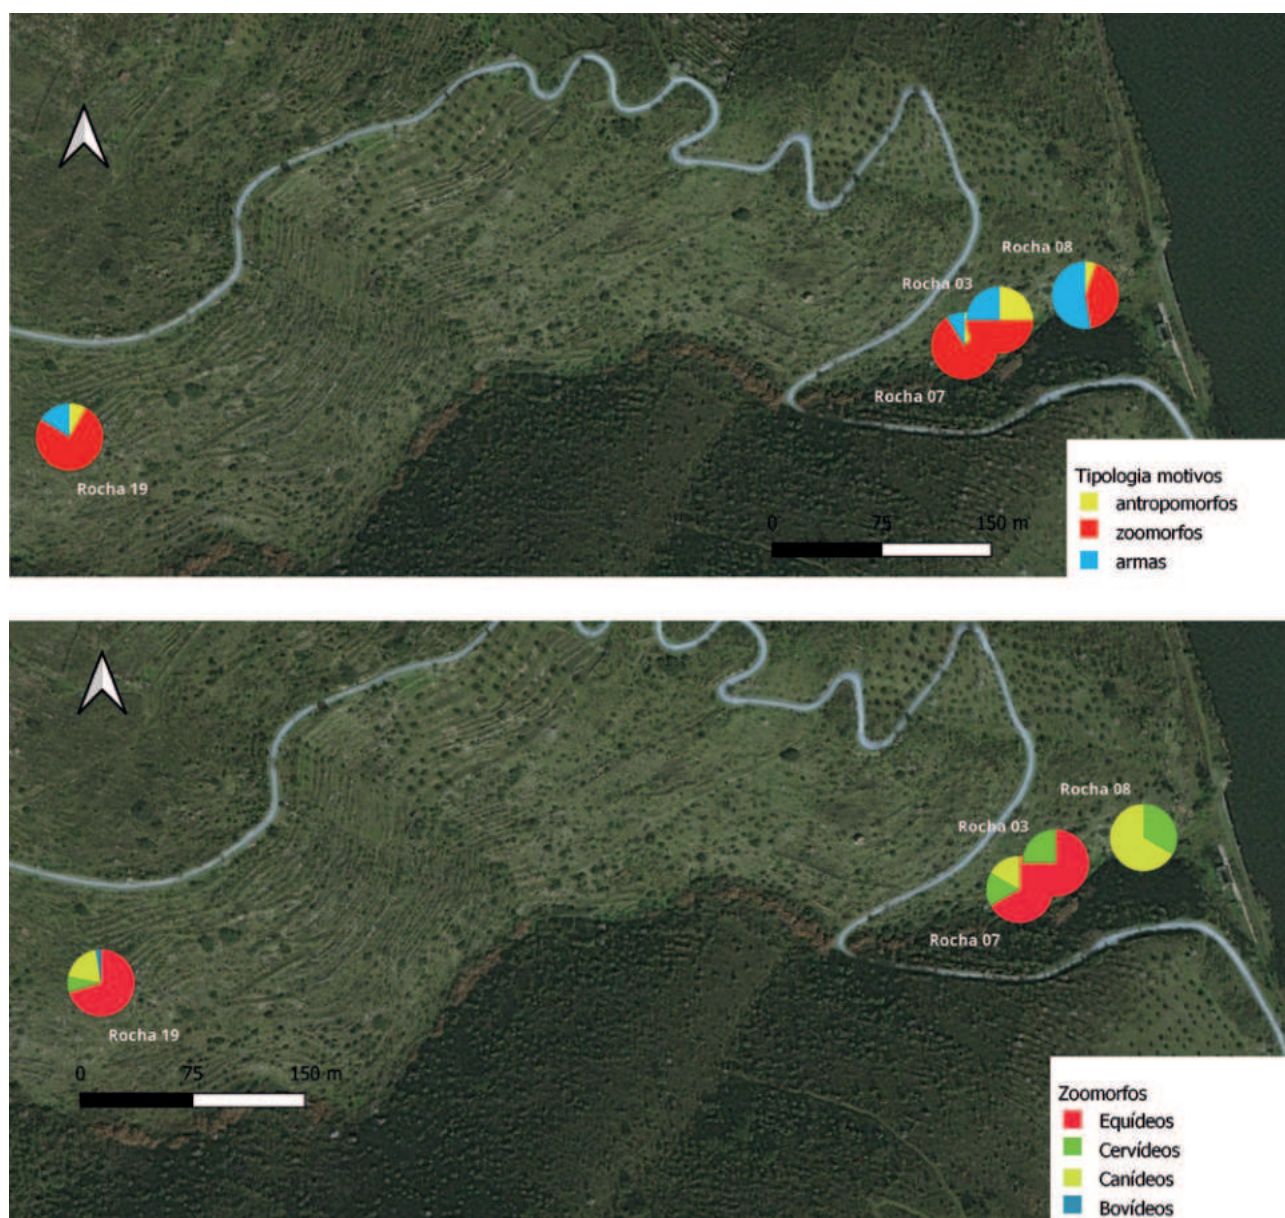 Rocha 08
Rocha 03
Rocha 07
Rocha 19
0 75 150 m
Tipologia motivos
antropomorfos
zoomorfos
armas
Rocha 08
Rocha 03
Rocha 07
Rocha 19
0 75 150 m
Zoomorfos
Equídeos
Cervídeos
Canídeos
Bovídeos